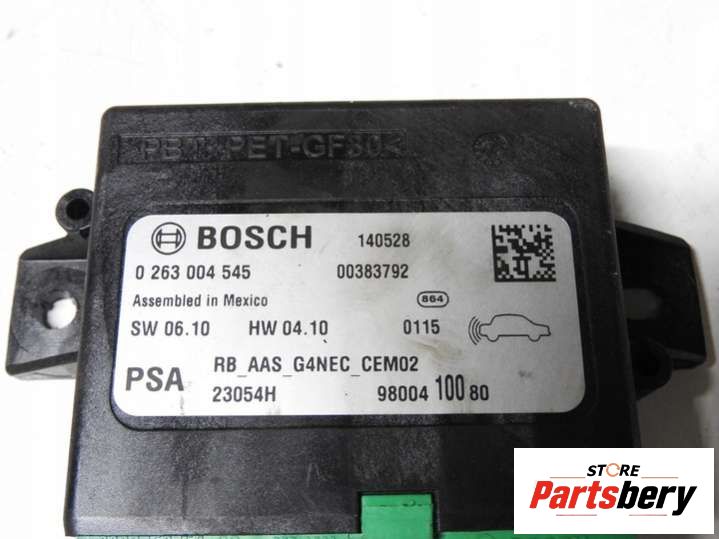 PET-GF30<
BOSCH 140528
0 263 004 545 00383792
Assembled in Mexico 864
SW 06.10 HW 04.10 0115
PSA RB_AAS_G4NEC_CEM02
23054H 98004 100 80
STORE
Partsbery